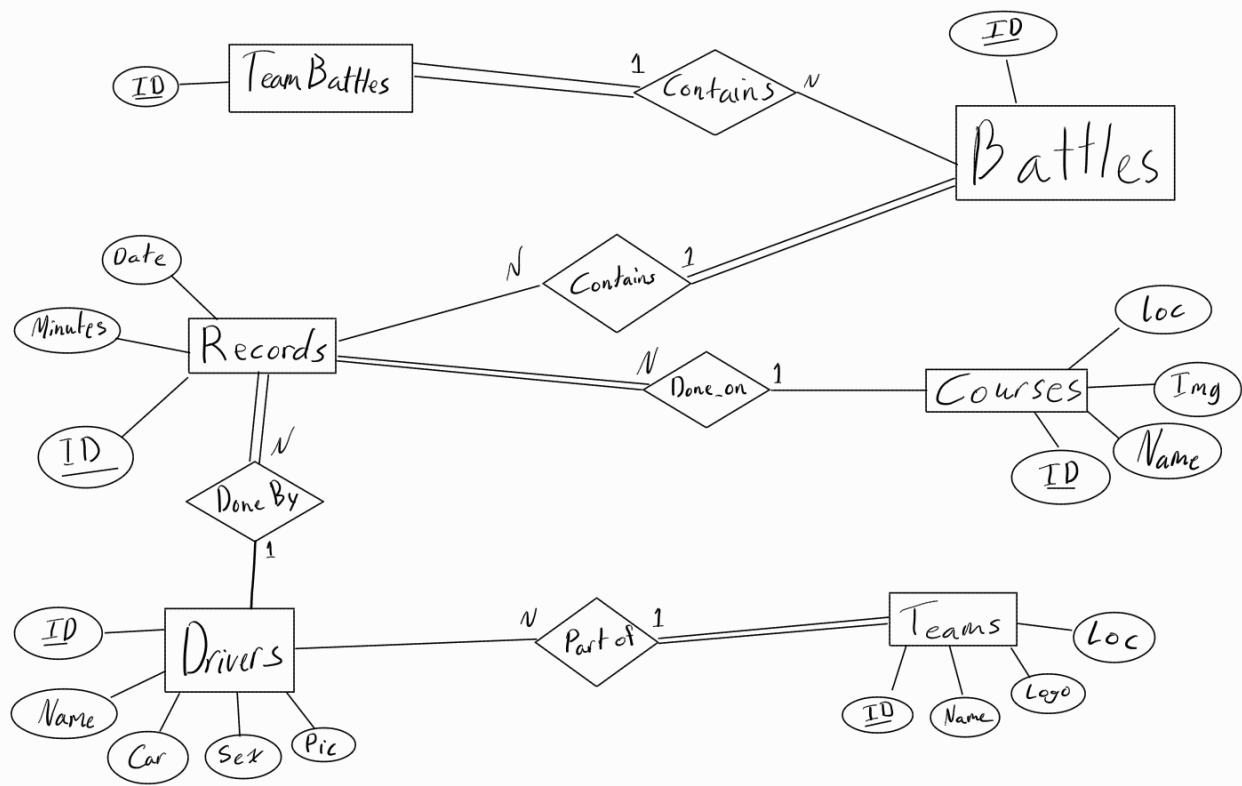 ID
TeamBattles
1
Contains
N
ID
Battles
Date
Minutes
ID
Records
N
Contains
1
N
Done_on
1
Courses
Loc
Img
Name
ID
N
Done By
1
ID
Name
Car
Sex
Pic
Drivers
N
Part of
1
Teams
Loc
Logo
Name
ID